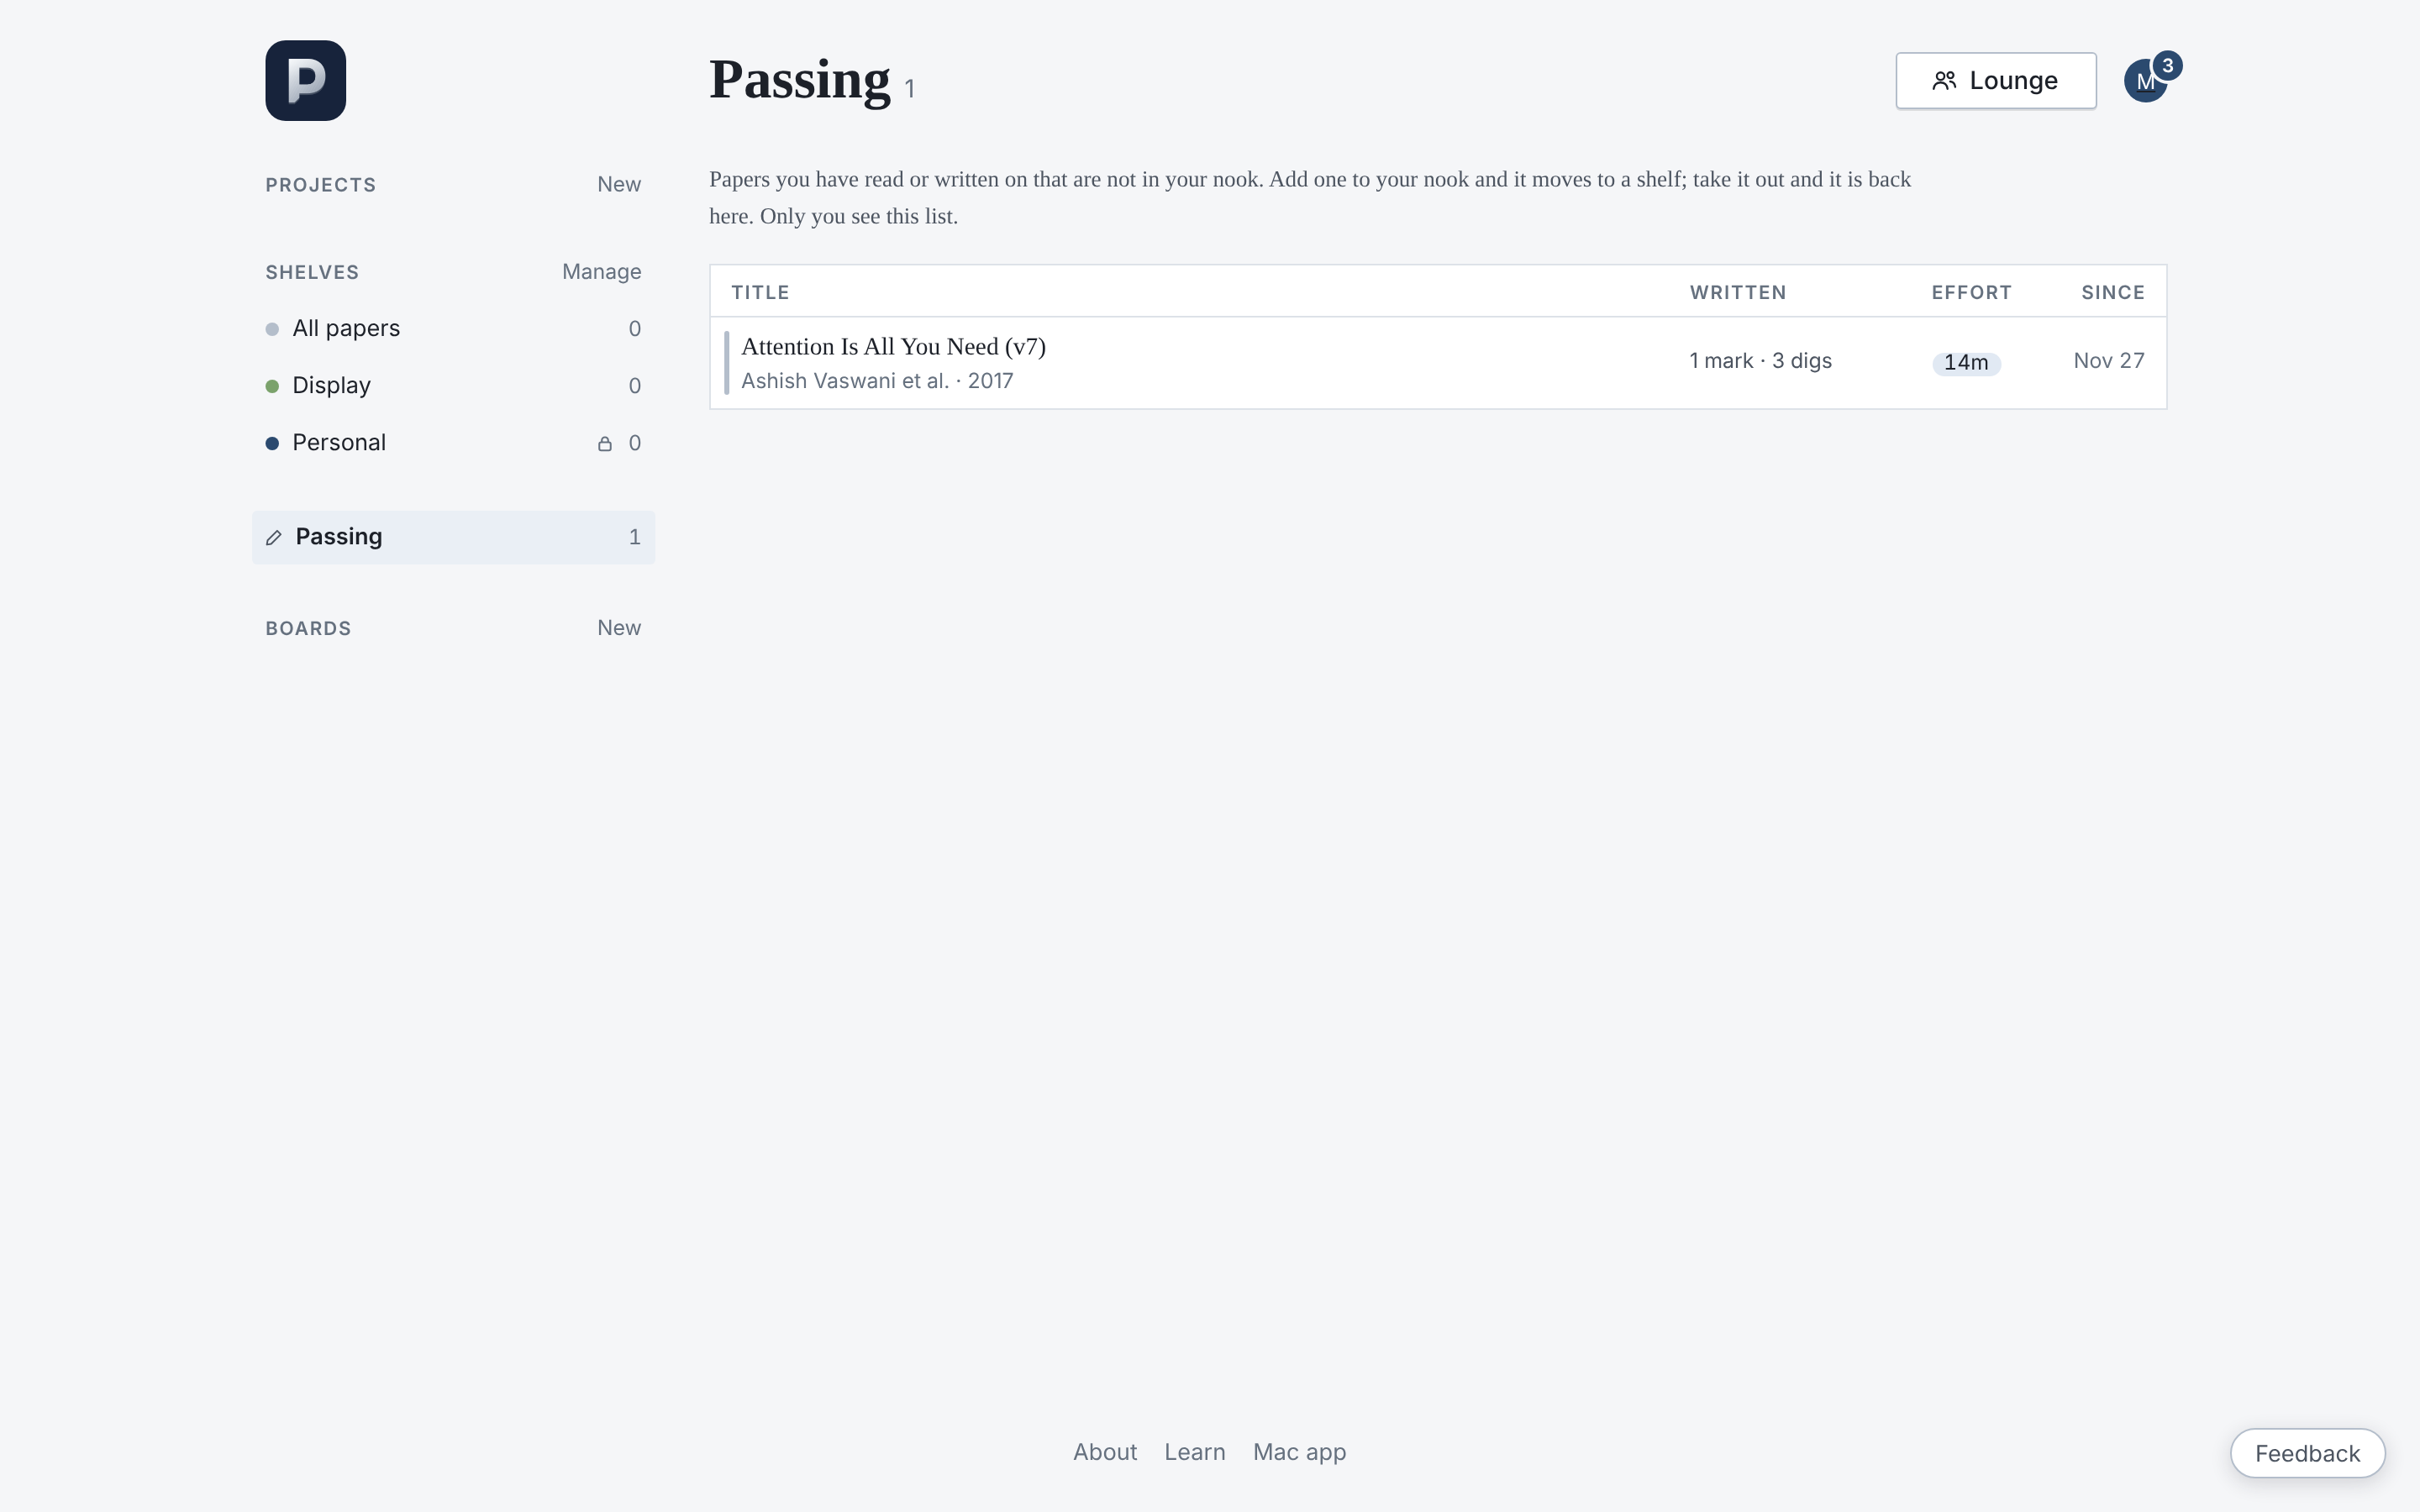 P
Passing 1
Lounge
M
3
PROJECTS New
Papers you have read or written on that are not in your nook. Add one to your nook and it moves to a shelf; take it out and it is back
here. Only you see this list.
SHELVES Manage
All papers 0
Display 0
Personal 0
Passing 1
BOARDS New
TITLE WRITTEN EFFORT SINCE
Attention Is All You Need (v7)
Ashish Vaswani et al. · 2017
1 mark · 3 digs 14m Nov 27
About Learn Mac app
Feedback